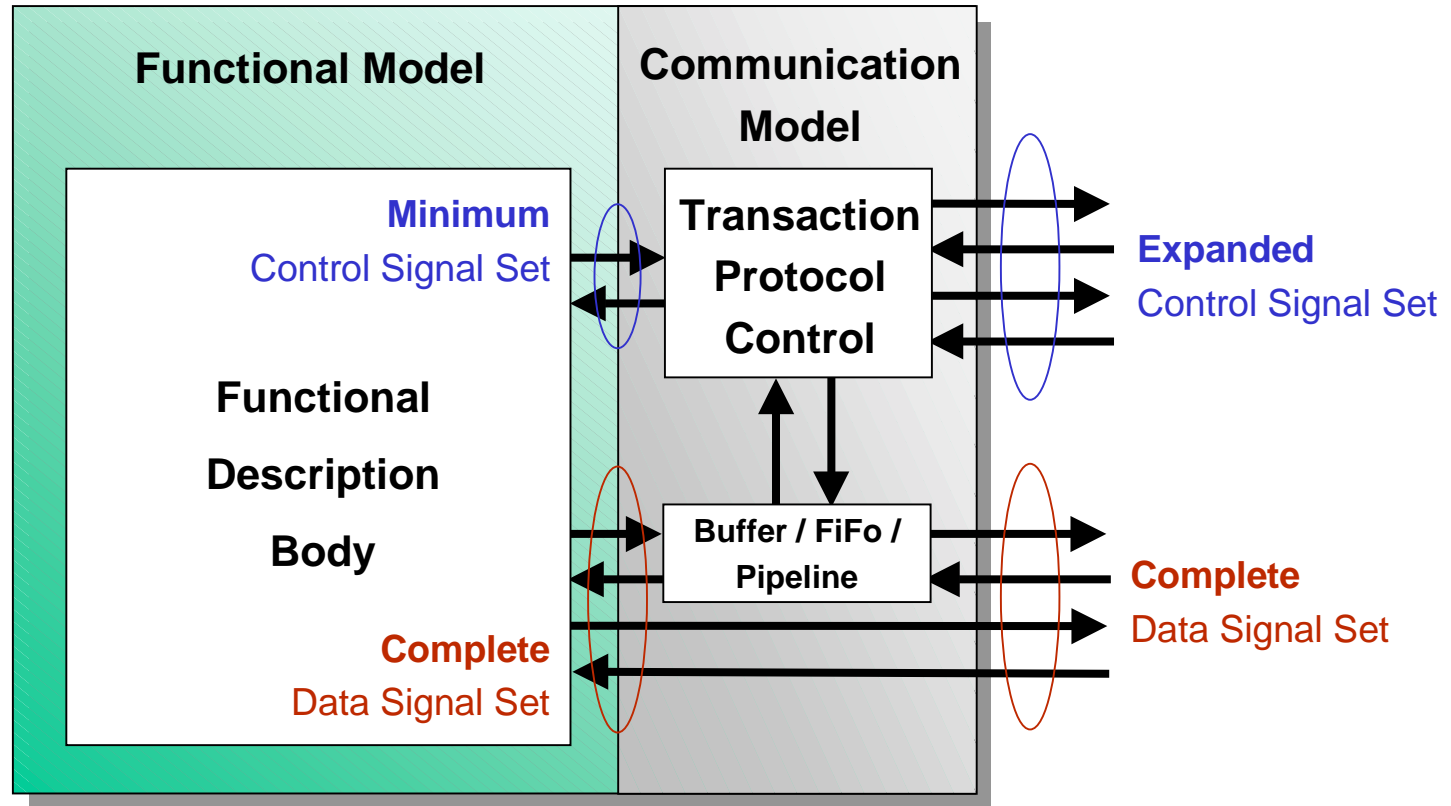 Functional Model
Communication
Model
Minimum
Control Signal Set
Transaction
Protocol
Control
Expanded
Control Signal Set
Functional
Description
Body
Buffer / FiFo /
Pipeline
Complete
Data Signal Set
Complete
Data Signal Set